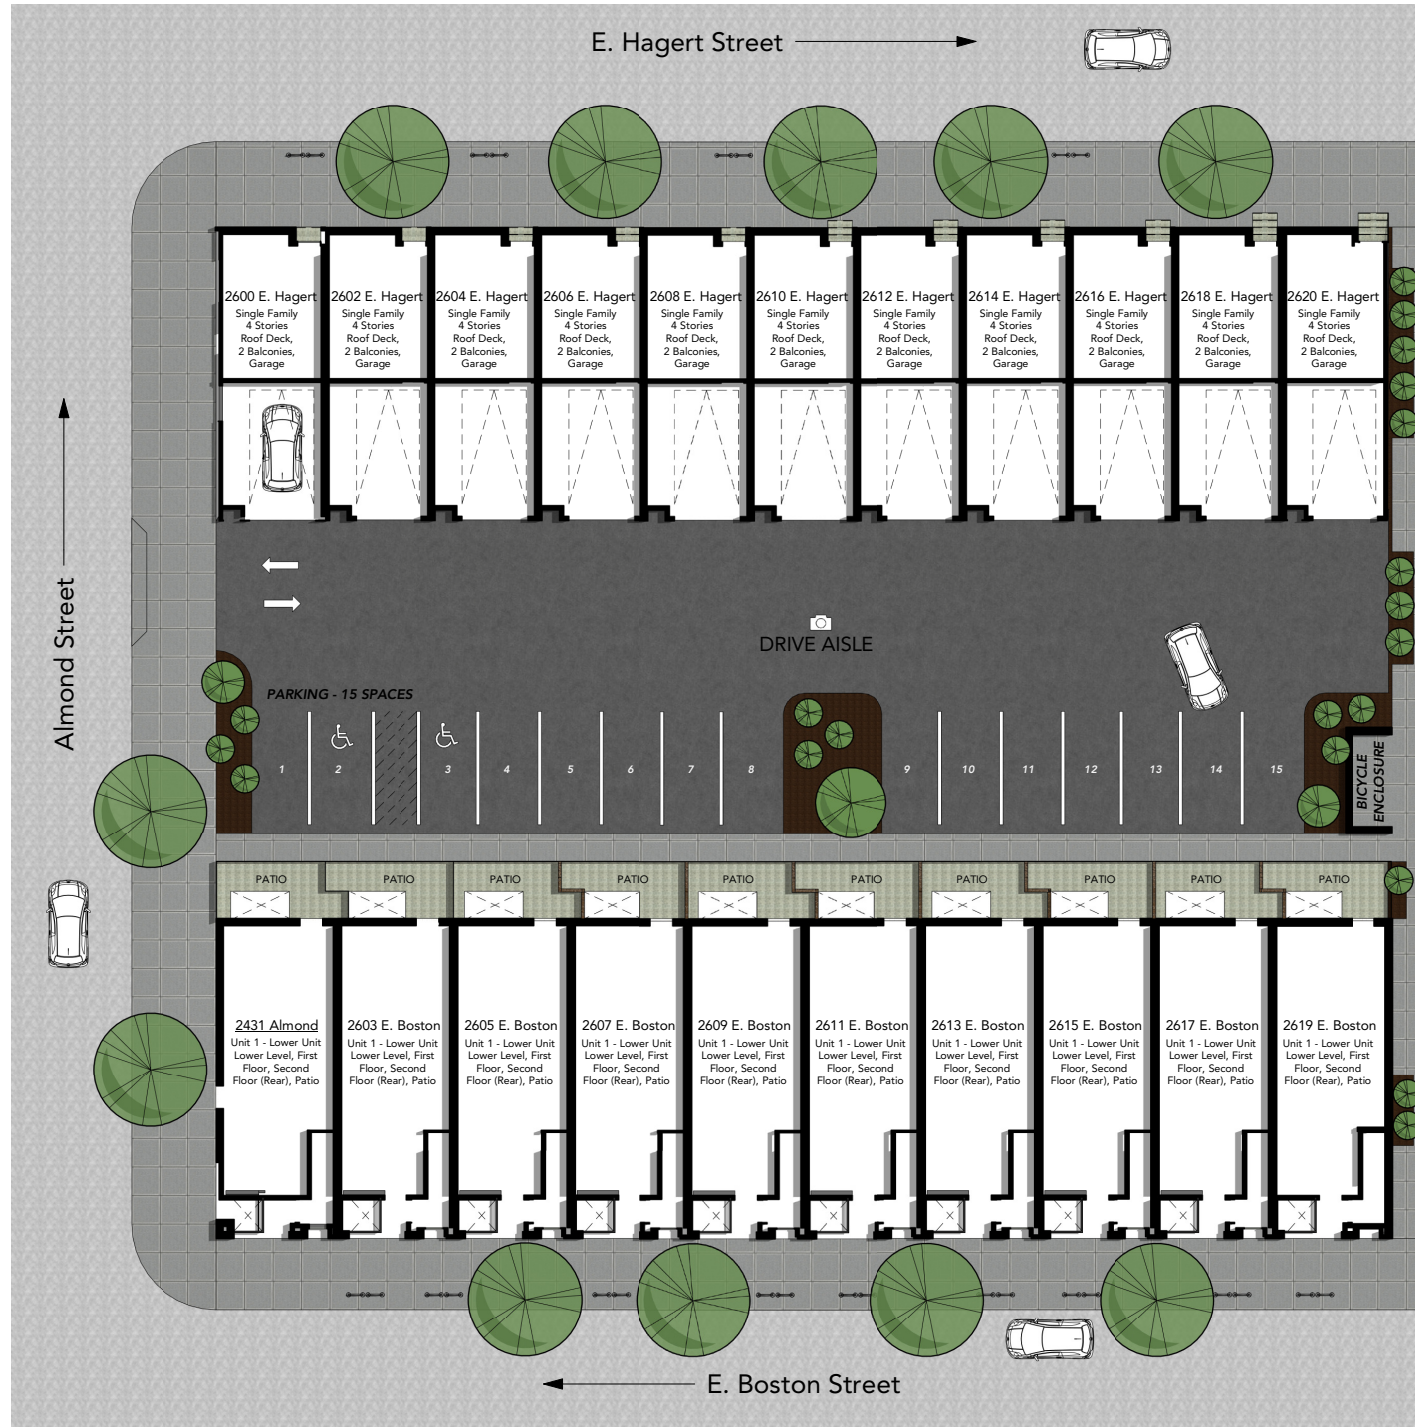 E. Hagert Street
2600 E. Hagert
Single Family
4 Stories
Roof Deck,
2 Balconies,
Garage
2602 E. Hagert
Single Family
4 Stories
Roof Deck,
2 Balconies,
Garage
2604 E. Hagert
Single Family
4 Stories
Roof Deck,
2 Balconies,
Garage
2606 E. Hagert
Single Family
4 Stories
Roof Deck,
2 Balconies,
Garage
2608 E. Hagert
Single Family
4 Stories
Roof Deck,
2 Balconies,
Garage
2610 E. Hagert
Single Family
4 Stories
Roof Deck,
2 Balconies,
Garage
2612 E. Hagert
Single Family
4 Stories
Roof Deck,
2 Balconies,
Garage
2614 E. Hagert
Single Family
4 Stories
Roof Deck,
2 Balconies,
Garage
2616 E. Hagert
Single Family
4 Stories
Roof Deck,
2 Balconies,
Garage
2618 E. Hagert
Single Family
4 Stories
Roof Deck,
2 Balconies,
Garage
2620 E. Hagert
Single Family
4 Stories
Roof Deck,
2 Balconies,
Garage
Almond Street
DRIVE AISLE
PARKING - 15 SPACES
1
2
3
4
5
6
7
8
9
10
11
12
13
14
15
BICYCLE
ENCLOSURE
PATIO
PATIO
PATIO
PATIO
PATIO
PATIO
PATIO
PATIO
PATIO
PATIO
2431 Almond
Unit 1 - Lower Unit
Lower Level, First
Floor, Second
Floor (Rear), Patio
2603 E. Boston
Unit 1 - Lower Unit
Lower Level, First
Floor, Second
Floor (Rear), Patio
2605 E. Boston
Unit 1 - Lower Unit
Lower Level, First
Floor, Second
Floor (Rear), Patio
2607 E. Boston
Unit 1 - Lower Unit
Lower Level, First
Floor, Second
Floor (Rear), Patio
2609 E. Boston
Unit 1 - Lower Unit
Lower Level, First
Floor, Second
Floor (Rear), Patio
2611 E. Boston
Unit 1 - Lower Unit
Lower Level, First
Floor, Second
Floor (Rear), Patio
2613 E. Boston
Unit 1 - Lower Unit
Lower Level, First
Floor, Second
Floor (Rear), Patio
2615 E. Boston
Unit 1 - Lower Unit
Lower Level, First
Floor, Second
Floor (Rear), Patio
2617 E. Boston
Unit 1 - Lower Unit
Lower Level, First
Floor, Second
Floor (Rear), Patio
2619 E. Boston
Unit 1 - Lower Unit
Lower Level, First
Floor, Second
Floor (Rear), Patio
E. Boston Street